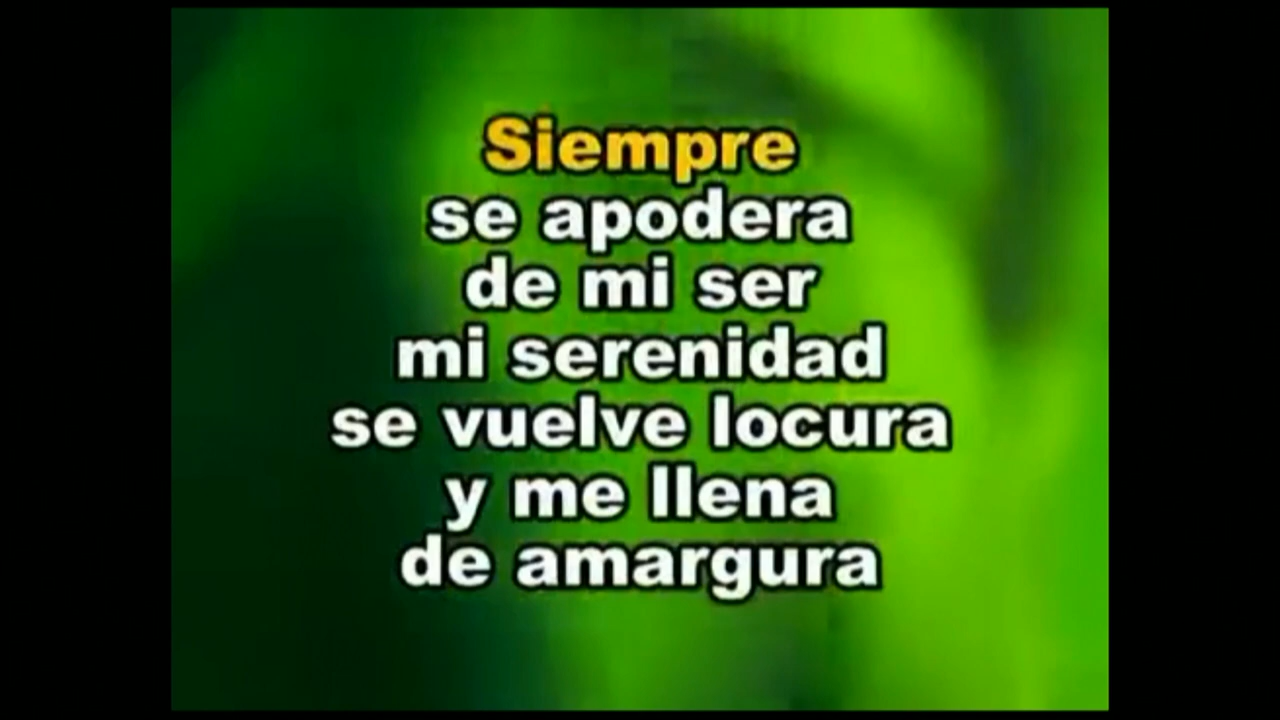 Siempre
se apodera
de mi ser
mi serenidad
se vuelve locura
y me llena
de amargura